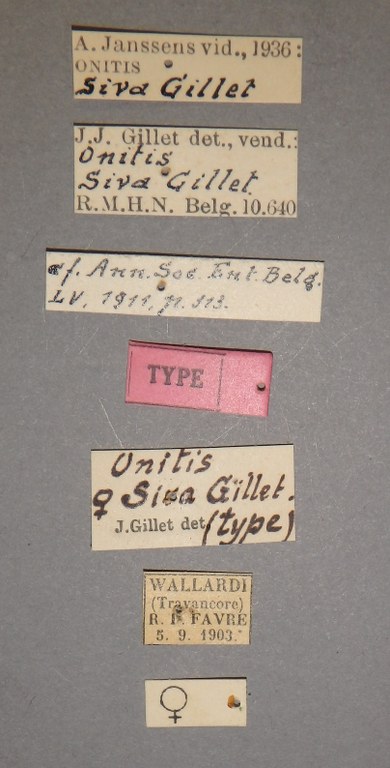 A. Janssens vid., 1936:
ONITIS
Siva Gillet
J.J. Gillet det., vend.:
Onitis
Siva Gillet
R.M.H.N. Belg. 10.640
cf. Ann. Soc. Ent. Belg.
LV, 1911, p. 313.
TYPE
Onitis
♀ Siva Gillet.
J.Gillet det (type)
WALLARDI
(Travancore)
R. P. FAVRE
5. 9. 1903.
♀